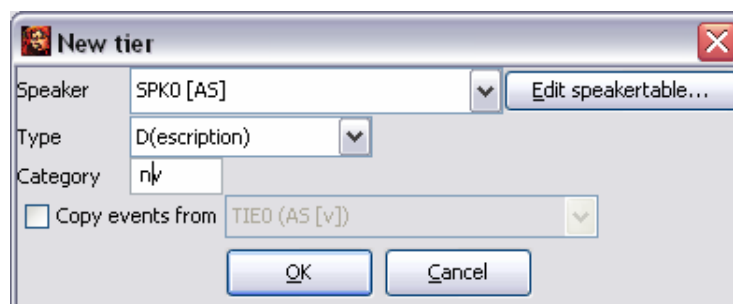 New tier
Speaker SPK0 [AS] Edit speakertable...
Type D(escription)
Category nv
Copy events from TIE0 (AS [v])
OK Cancel